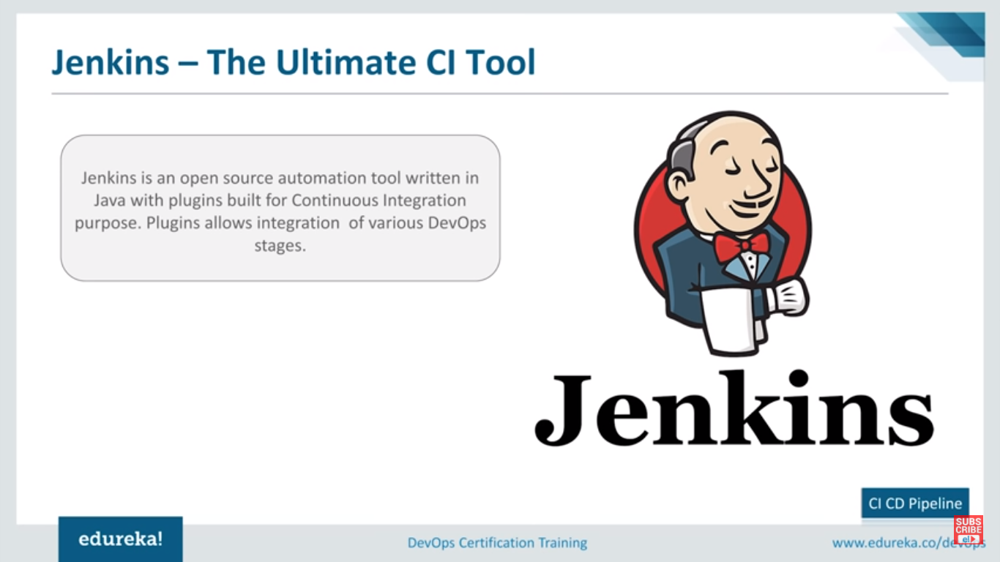 Jenkins – The Ultimate CI Tool
Jenkins is an open source automation tool written in
Java with plugins built for Continuous Integration
purpose. Plugins allows integration  of various DevOps
stages.
Jenkins
CI CD Pipeline
edureka!
DevOps Certification Training
www.edureka.co/devops
SUBS
CRIBE
e!